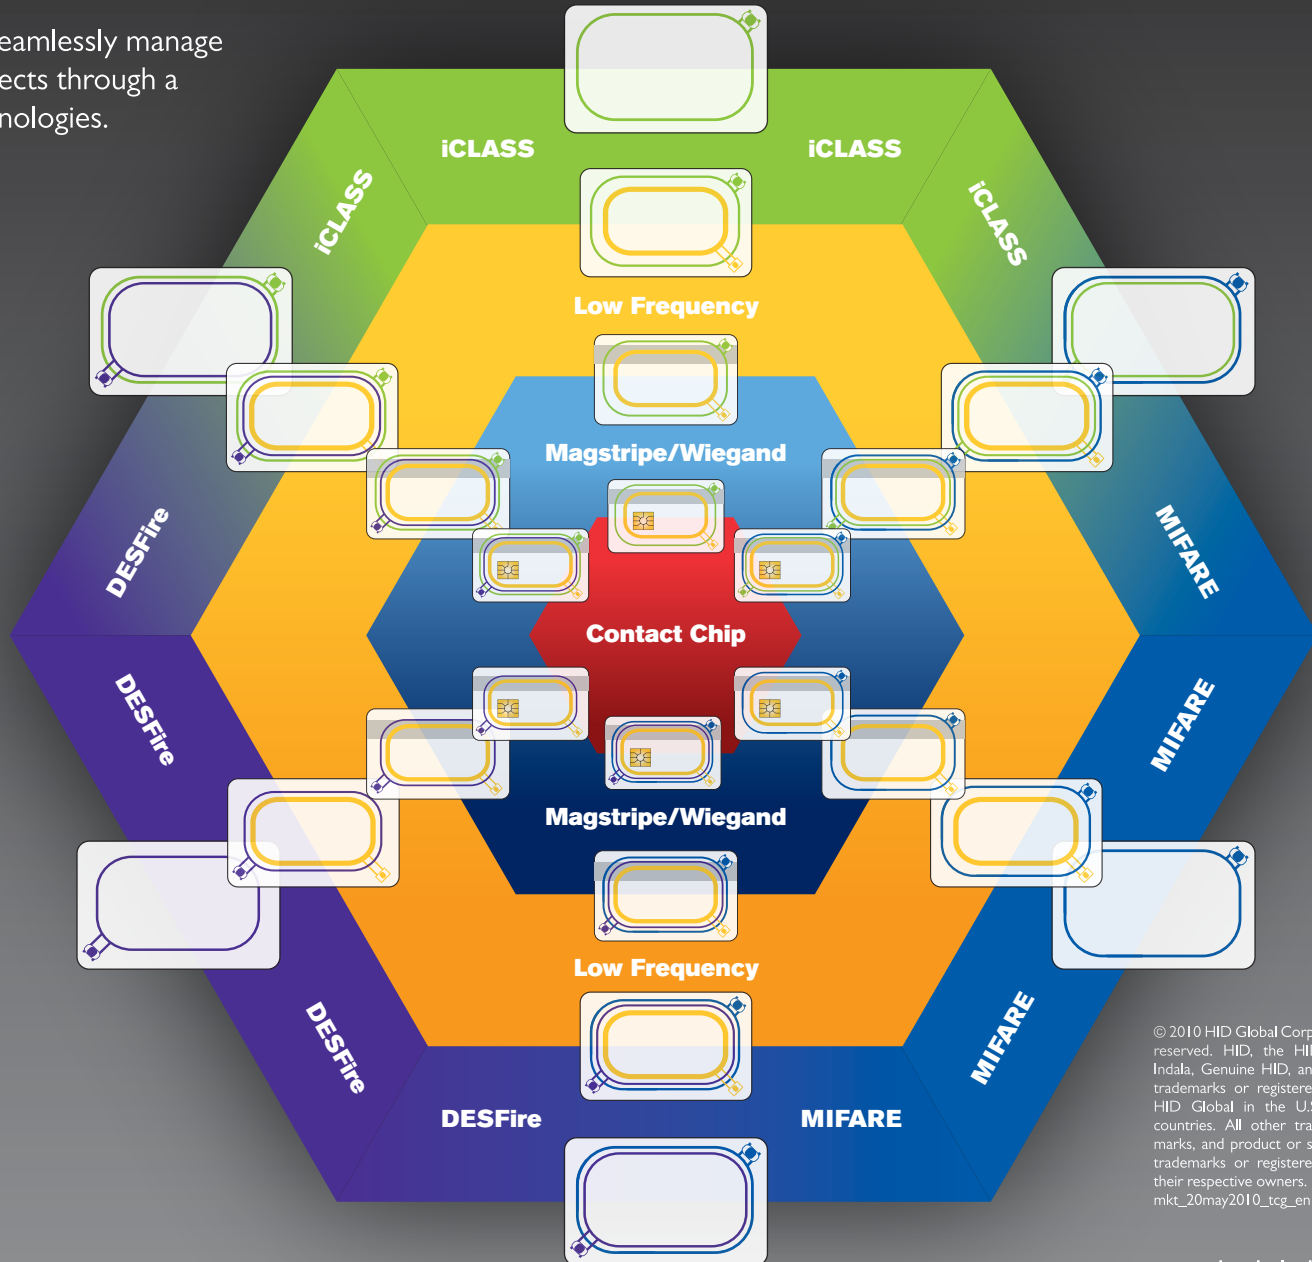 eamlessly manage
ects through a
nologies.
iCLASS
iCLASS
iCLASS
iCLASS
Low Frequency
Magstripe/Wiegand
DESFire
MIFARE
Contact Chip
DESFire
MIFARE
Magstripe/Wiegand
Low Frequency
DESFire
MIFARE
DESFire
MIFARE
© 2010 HID Global Corp
reserved. HID, the HI
Indala, Genuine HID, an
trademarks or registere
HID Global in the U.S
countries. All other tra
marks, and product or s
trademarks or registere
their respective owners.
mkt_20may2010_tcg_en